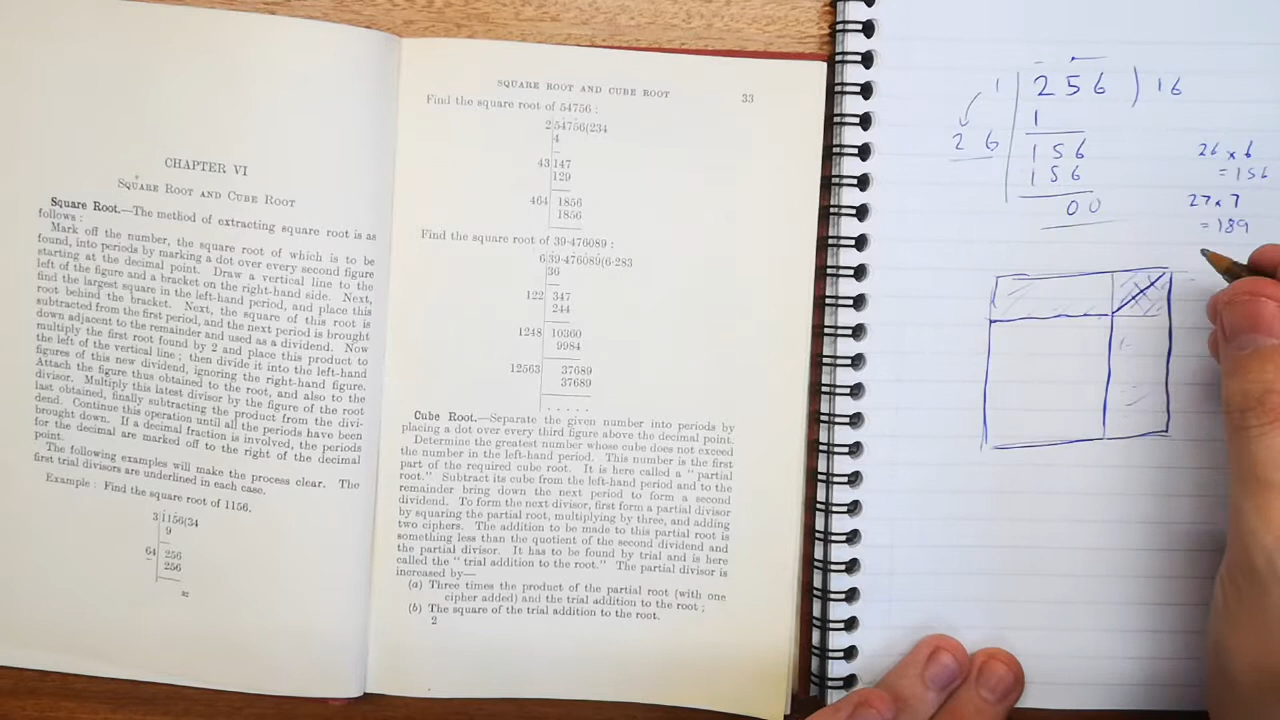 CHAPTER VI
SQUARE ROOT AND CUBE ROOT
Square Root.—The method of extracting square root is as
follows :
Mark off the number, the square root of which is to be
found, into periods by marking a dot over every second figure
starting at the decimal point. Draw a vertical line to the
left of the figure and a bracket on the right-hand side. Next,
find the largest square in the left-hand period, and place this
root behind the bracket. Next, the square of this root is
subtracted from the first period, and the next period is brought
down adjacent to the remainder and used as a dividend. Now
multiply the first root found by 2 and place this product to
the left of the vertical line; then divide it into the left-hand
figures of this new dividend, ignoring the right-hand figure.
Attach the figure thus obtained to the root, and also to the
divisor. Multiply this latest divisor by the figure of the root
last obtained, finally subtracting the product from the divi-
dend. Continue this operation until all the periods have been
brought down. If a decimal fraction is involved, the periods
for the decimal are marked off to the right of the decimal
point.
The following examples will make the process clear. The
first trial divisors are underlined in each case.
Example : Find the square root of 1156.
3|1156(34
9
64 256
256
SQUARE ROOT AND CUBE ROOT 33
Find the square root of 54756 :
2|54756(234
4
43 147
129
464 1856
1856
Find the square root of 39·476089 :
6|39·476089(6·283
36
122 347
244
1248 10360
9984
12563 37689
37689
. . . . .
Cube Root.—Separate the given number into periods by
placing a dot over every third figure above the decimal point.
Determine the greatest number whose cube does not exceed
the number in the left-hand period. This number is the first
part of the required cube root. It is here called a "partial
root." Subtract its cube from the left-hand period and to the
remainder bring down the next period to form a second
dividend. To form the next divisor, first form a partial divisor
by squaring the partial root, multiplying by three, and adding
two ciphers. The addition to be made to this partial root is
something less than the quotient of the second dividend and
the partial divisor. It has to be found by trial and is here
called the "trial addition to the root." The partial divisor is
increased by—
(a) Three times the product of the partial root (with one
cipher added) and the trial addition to the root ;
(b) The square of the trial addition to the root.
2
1 | 256 ) 16
1
26 156
156
00
26 x 6
= 156
27 x 7
= 189